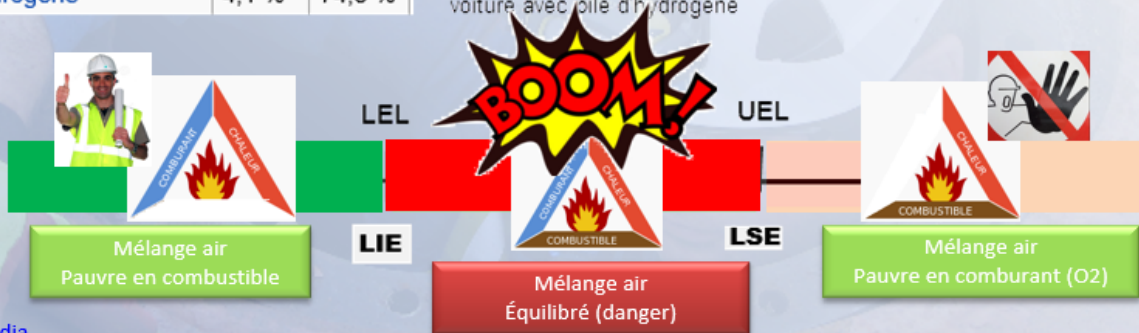 voiture avec pile d'hydrogène
BOOM!
LEL
UEL
COMBURANT
CHALEUR
COMBURANT
CHALEUR
COMBUSTIBLE
CHALEUR
COMBUSTIBLE
LIE
LSE
Mélange air
Pauvre en combustible
Mélange air
Équilibré (danger)
Mélange air
Pauvre en comburant (O2)